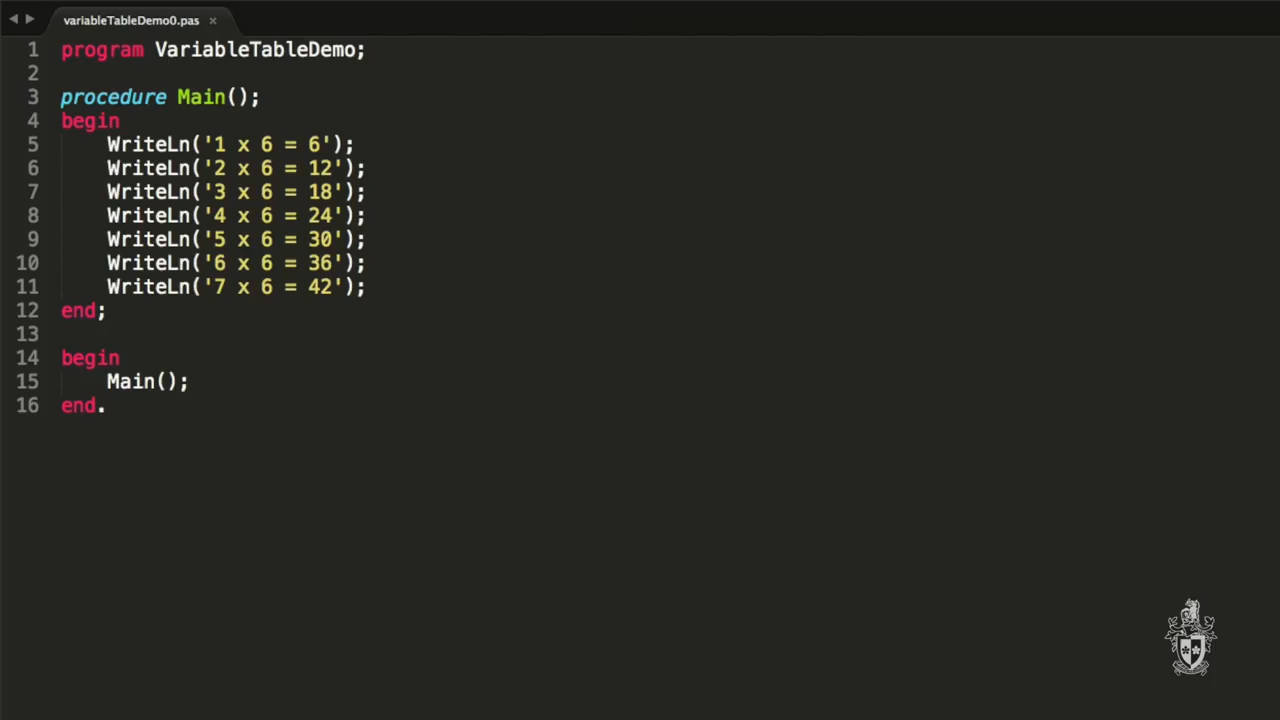 variableTableDemo0.pas ×
1 program VariableTableDemo;
2
3 procedure Main();
4 begin
5     WriteLn('1 x 6 = 6');
6     WriteLn('2 x 6 = 12');
7     WriteLn('3 x 6 = 18');
8     WriteLn('4 x 6 = 24');
9     WriteLn('5 x 6 = 30');
10     WriteLn('6 x 6 = 36');
11     WriteLn('7 x 6 = 42');
12 end;
13
14 begin
15     Main();
16 end.